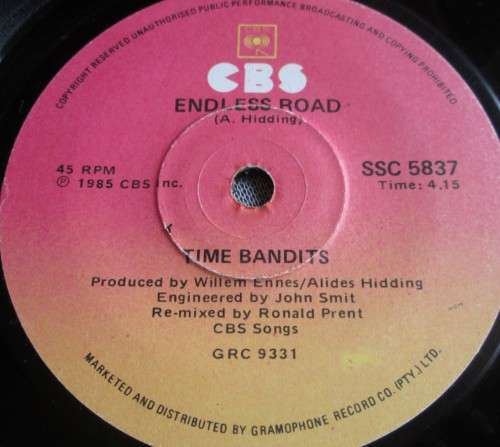 COPYRIGHT RESERVED UNAUTHORISED PUBLIC PERFORMANCE BROADCASTING AND COPYING PROHIBITED
CBS
ENDLESS ROAD
(A. Hidding)
45 RPM
SSC 5837
℗ 1985 CBS Inc.
Time: 4.15
TIME BANDITS
Produced by Willem Ennes/Alides Hidding
Engineered by John Smit
Re-mixed by Ronald Prent
CBS Songs
GRC 9331
MARKETED AND DISTRIBUTED BY GRAMOPHONE RECORD CO. (PTY.) LTD.